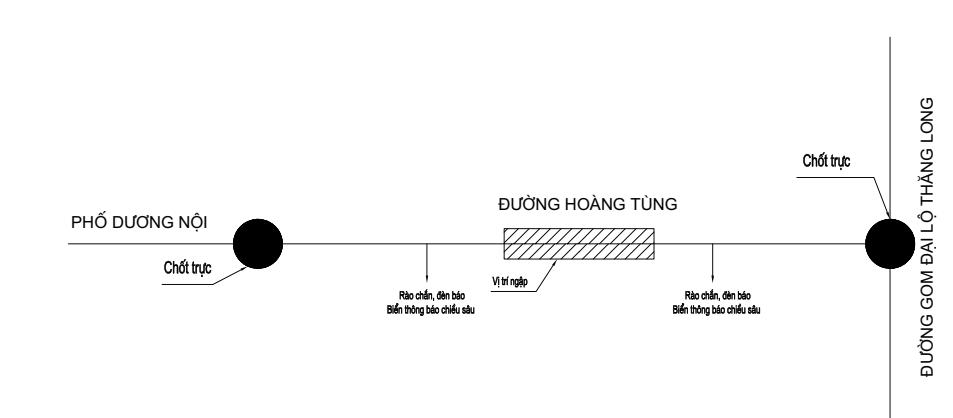 Chốt trực
ĐƯỜNG GOM ĐẠI LỘ THĂNG LONG
ĐƯỜNG HOÀNG TÙNG
PHỐ DƯƠNG NỘI
Chốt trực
Vị trí ngập
Rào chắn, đèn báo
Biển thông báo chiều sâu
Rào chắn, đèn báo
Biển thông báo chiều sâu